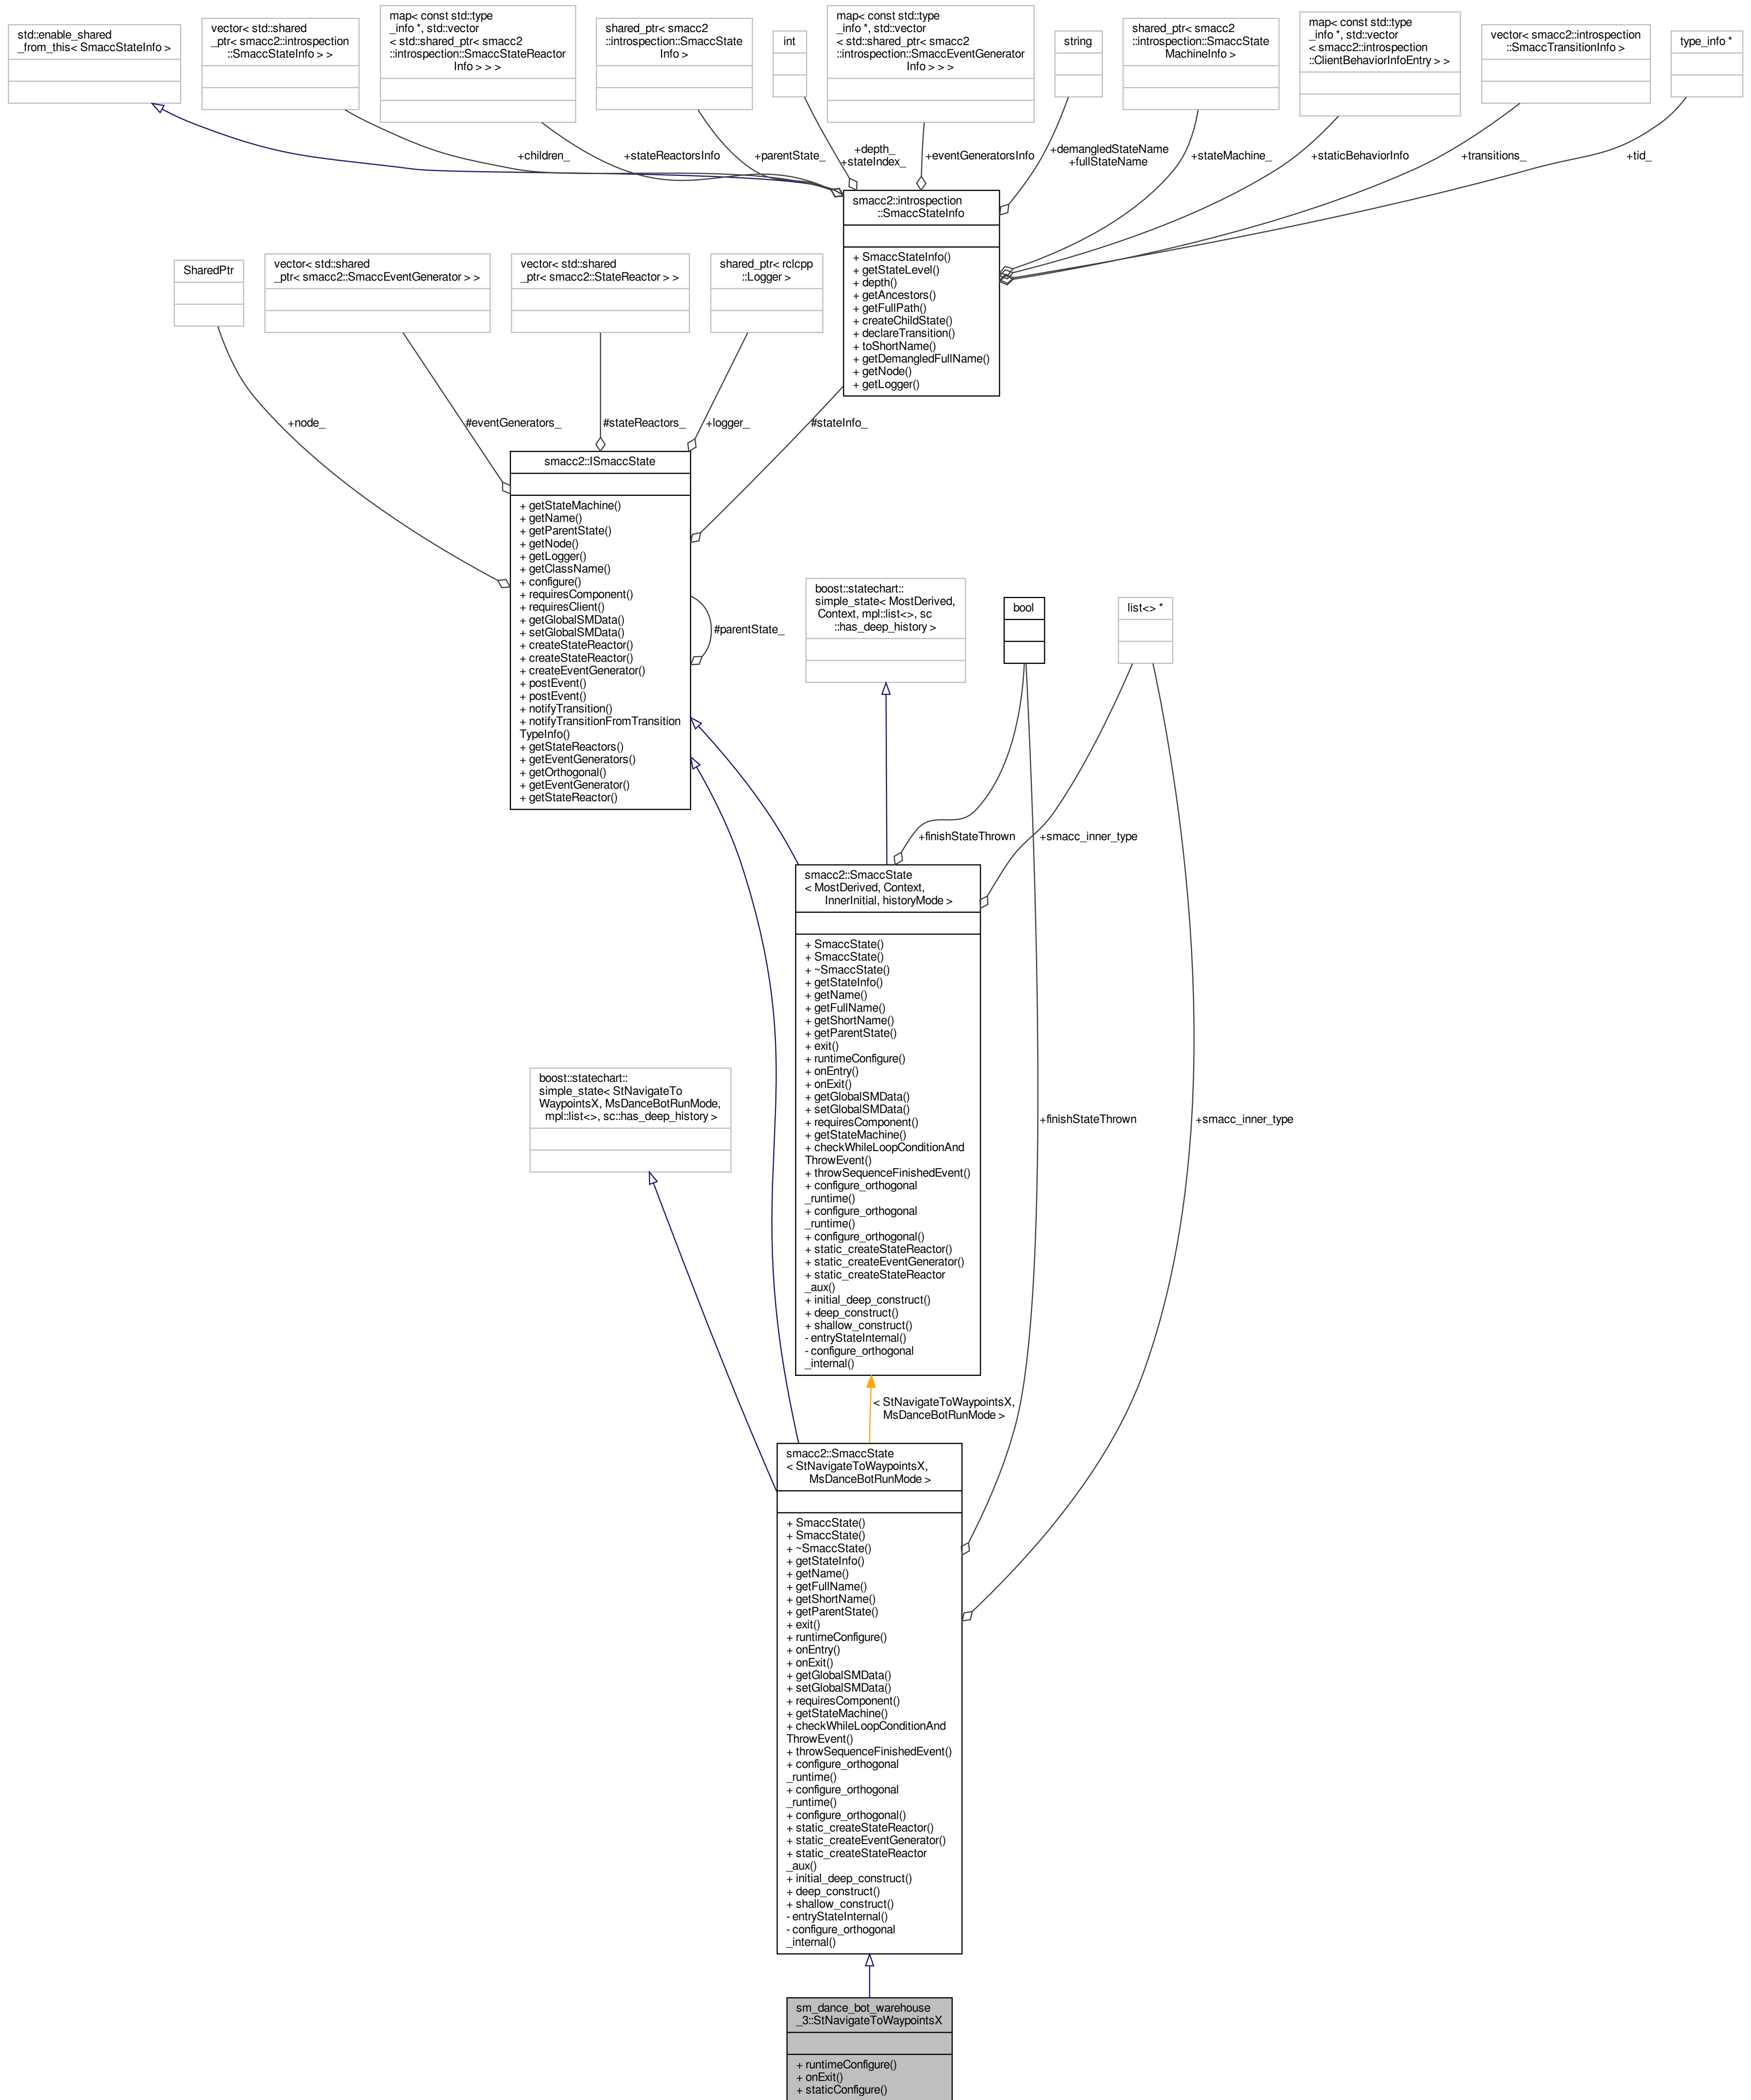 std::enable_shared
_from_this< SmaccStateInfo >
vector< std::shared
_ptr< smacc2::introspection
::SmaccStateInfo > >
map< const std::type
_info *, std::vector
< std::shared_ptr< smacc2
::introspection::SmaccStateReactor
Info > > >
shared_ptr< smacc2
::introspection::SmaccState
Info >
int
map< const std::type
_info *, std::vector
< std::shared_ptr< smacc2
::introspection::SmaccEventGenerator
Info > > >
string
shared_ptr< smacc2
::introspection::SmaccState
MachineInfo >
map< const std::type
_info *, std::vector
< smacc2::introspection
::ClientBehaviorInfoEntry > >
vector< smacc2::introspection
::SmaccTransitionInfo >
type_info *
+children_
+stateReactorsInfo
+parentState_
+depth_
+stateIndex_
+eventGeneratorsInfo
+demangledStateName
+fullStateName
+stateMachine_
+staticBehaviorInfo
+transitions_
+tid_
smacc2::introspection
::SmaccStateInfo
+ SmaccStateInfo()
+ getStateLevel()
+ depth()
+ getAncestors()
+ getFullPath()
+ createChildState()
+ declareTransition()
+ toShortName()
+ getDemangledFullName()
+ getNode()
+ getLogger()
SharedPtr
vector< std::shared
_ptr< smacc2::SmaccEventGenerator > >
vector< std::shared
_ptr< smacc2::StateReactor > >
shared_ptr< rclcpp
::Logger >
+node_
#eventGenerators_
#stateReactors_
+logger_
#stateInfo_
smacc2::ISmaccState
+ getStateMachine()
+ getName()
+ getParentState()
+ getNode()
+ getLogger()
+ getClassName()
+ configure()
+ requiresComponent()
+ requiresClient()
+ getGlobalSMData()
+ setGlobalSMData()
+ createStateReactor()
+ createStateReactor()
+ createEventGenerator()
+ postEvent()
+ postEvent()
+ notifyTransition()
+ notifyTransitionFromTransition
TypeInfo()
+ getStateReactors()
+ getEventGenerators()
+ getOrthogonal()
+ getEventGenerator()
+ getStateReactor()
#parentState_
boost::statechart::
simple_state< MostDerived,
Context, mpl::list<>, sc
::has_deep_history >
bool
list<> *
+finishStateThrown
+smacc_inner_type
smacc2::SmaccState
< MostDerived, Context,
InnerInitial, historyMode >
+ SmaccState()
+ SmaccState()
+ ~SmaccState()
+ getStateInfo()
+ getName()
+ getFullName()
+ getShortName()
+ getParentState()
+ exit()
+ runtimeConfigure()
+ onEntry()
+ onExit()
+ getGlobalSMData()
+ setGlobalSMData()
+ requiresComponent()
+ getStateMachine()
+ checkWhileLoopConditionAnd
ThrowEvent()
+ throwSequenceFinishedEvent()
+ configure_orthogonal
_runtime()
+ configure_orthogonal
_runtime()
+ configure_orthogonal()
+ static_createStateReactor()
+ static_createEventGenerator()
+ static_createStateReactor
_aux()
+ initial_deep_construct()
+ deep_construct()
+ shallow_construct()
- entryStateInternal()
- configure_orthogonal
_internal()
boost::statechart::
simple_state< StNavigateTo
WaypointsX, MsDanceBotRunMode,
mpl::list<>, sc::has_deep_history >
+finishStateThrown
+smacc_inner_type
< StNavigateToWaypointsX,
MsDanceBotRunMode >
smacc2::SmaccState
< StNavigateToWaypointsX,
MsDanceBotRunMode >
+ SmaccState()
+ SmaccState()
+ ~SmaccState()
+ getStateInfo()
+ getName()
+ getFullName()
+ getShortName()
+ getParentState()
+ exit()
+ runtimeConfigure()
+ onEntry()
+ onExit()
+ getGlobalSMData()
+ setGlobalSMData()
+ requiresComponent()
+ getStateMachine()
+ checkWhileLoopConditionAnd
ThrowEvent()
+ throwSequenceFinishedEvent()
+ configure_orthogonal
_runtime()
+ configure_orthogonal
_runtime()
+ configure_orthogonal()
+ static_createStateReactor()
+ static_createEventGenerator()
+ static_createStateReactor
_aux()
+ initial_deep_construct()
+ deep_construct()
+ shallow_construct()
- entryStateInternal()
- configure_orthogonal
_internal()
sm_dance_bot_warehouse
_3::StNavigateToWaypointsX
+ runtimeConfigure()
+ onExit()
+ staticConfigure()